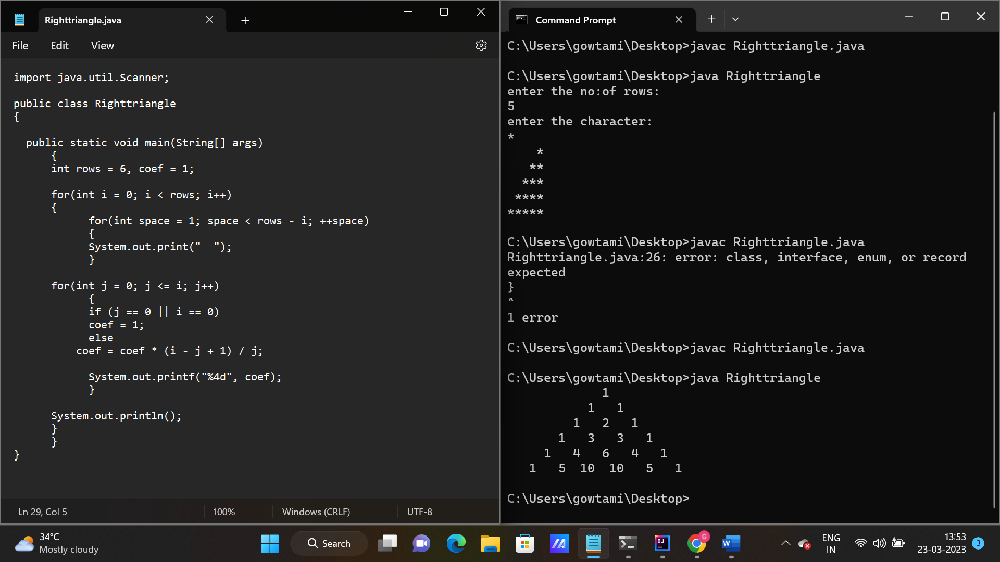 Righttriangle.java
File Edit View
import java.util.Scanner;
public class Righttriangle
{
public static void main(String[] args)
{
int rows = 6, coef = 1;
for(int i = 0; i < rows; i++)
{
for(int space = 1; space < rows - i; ++space)
{
System.out.print("  ");
}
for(int j = 0; j <= i; j++)
{
if (j == 0 || i == 0)
coef = 1;
else
coef = coef * (i - j + 1) / j;
System.out.printf("%4d", coef);
}
System.out.println();
}
}
}
Ln 29, Col 5 100% Windows (CRLF) UTF-8
Command Prompt
C:\Users\gowtami\Desktop>javac Righttriangle.java
C:\Users\gowtami\Desktop>java Righttriangle
enter the no:of rows:
5
enter the character:
*
*
**
***
****
*****
C:\Users\gowtami\Desktop>javac Righttriangle.java
Righttriangle.java:26: error: class, interface, enum, or record
expected
}
^
1 error
C:\Users\gowtami\Desktop>javac Righttriangle.java
C:\Users\gowtami\Desktop>java Righttriangle
1
1 1
1 2 1
1 3 3 1
1 4 6 4 1
1 5 10 10 5 1
C:\Users\gowtami\Desktop>
34°C
Mostly cloudy
Search
IJ
G
W
ENG
IN
13:53
23-03-2023
3